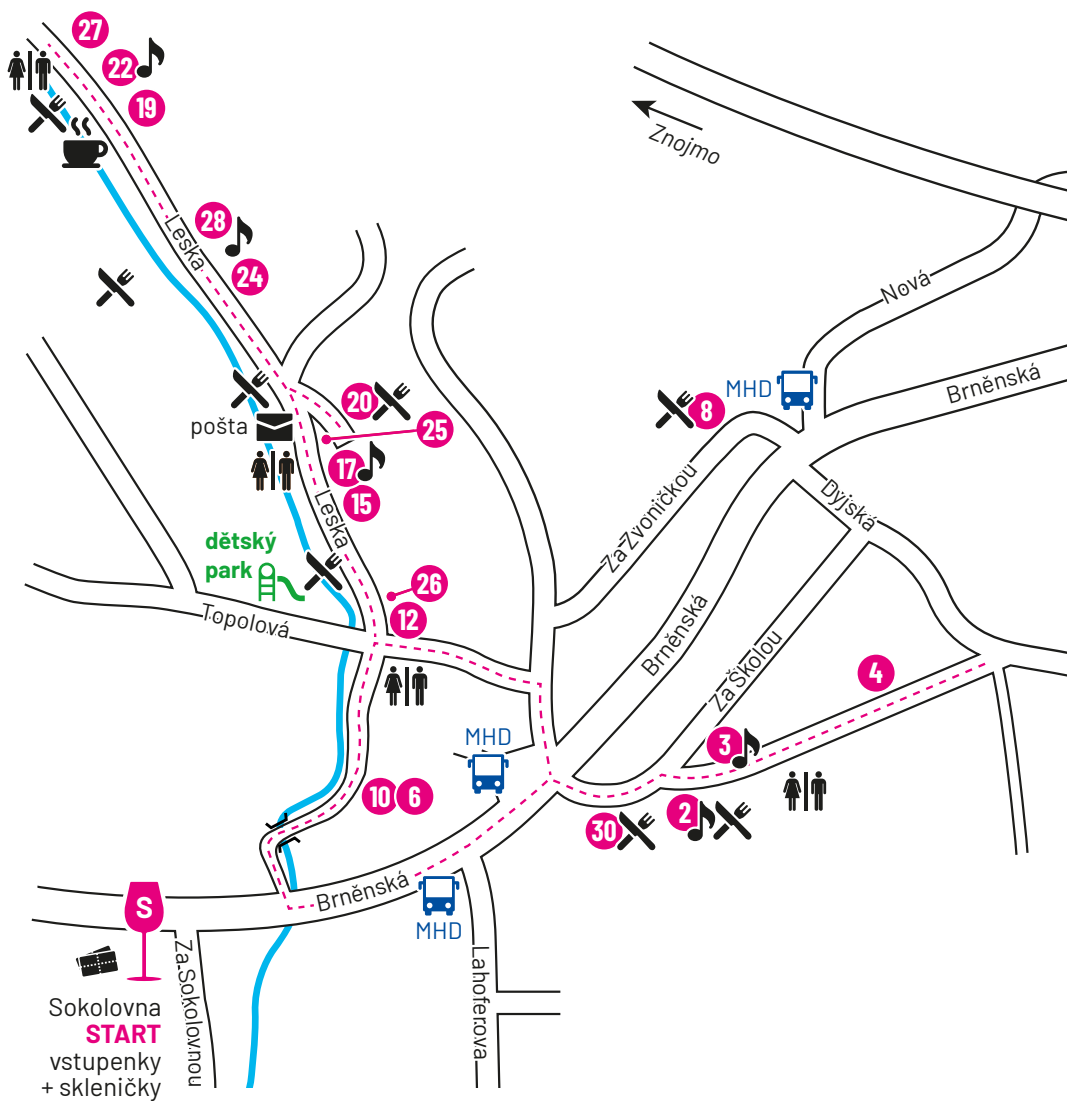 27
22
19
Znojmo
28
Leska
24
Nová
MHD
Brněnská
20
8
pošta
25
17
Leska
15
Za Zvoničkou
Dyjská
dětský
park
26
12
Topolová
Brněnská
Za Školou
4
3
MHD
10
6
2
30
Brněnská
MHD
S
Za Sokolovnou
Lahoferova
Sokolovna
START
vstupenky
+ skleničky